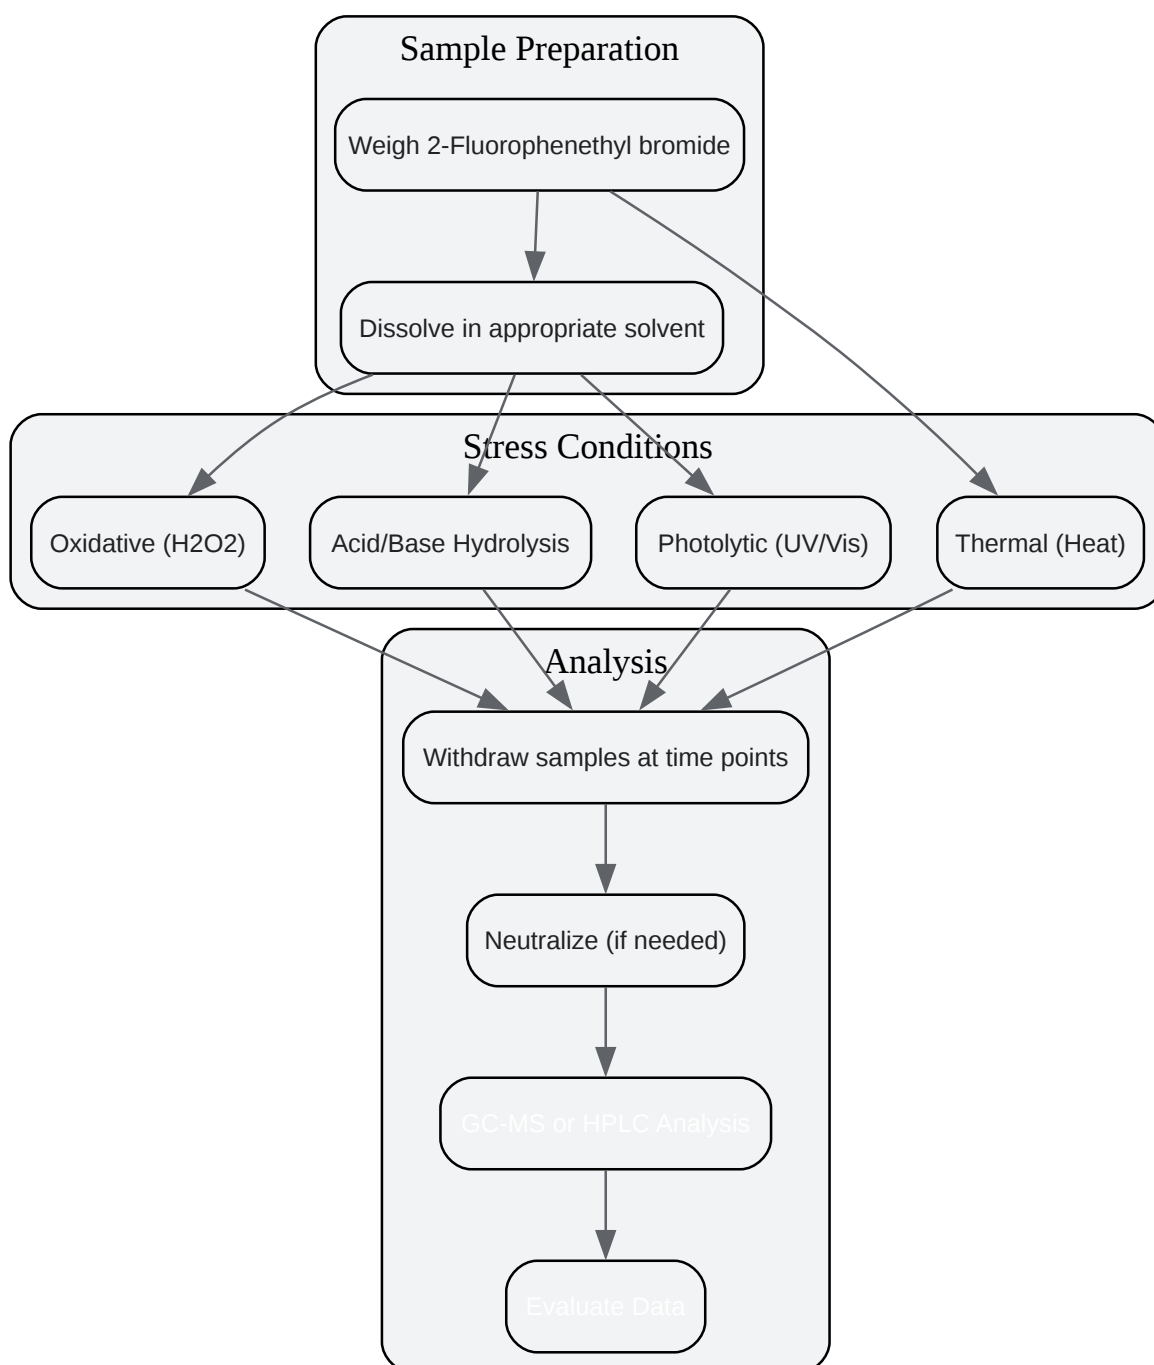 Sample Preparation
Weigh 2-Fluorophenethyl bromide
Dissolve in appropriate solvent
Stress Conditions
Oxidative (H2O2)
Acid/Base Hydrolysis
Photolytic (UV/Vis)
Thermal (Heat)
Analysis
Withdraw samples at time points
Neutralize (if needed)
GC-MS or HPLC Analysis
Evaluate Data